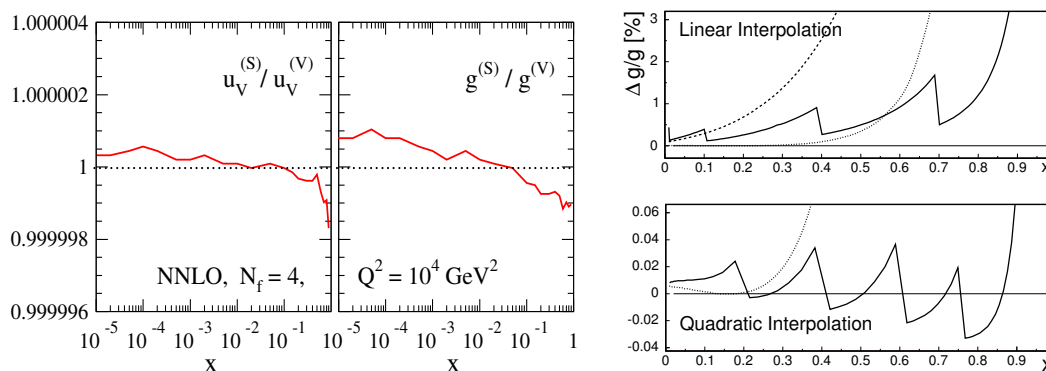 1.000004
1.000002
1
0.999998
0.999996
u_V^(S) / u_V^(V)
NNLO, N_f = 4,
10^-5 10^-4 10^-3 10^-2 10^-1
x
g^(S) / g^(V)
Q^2 = 10^4 GeV^2
10^-5 10^-4 10^-3 10^-2 10^-1 1
x
Δ g/g [%]
3
2
1
0
Linear Interpolation
0 0.1 0.2 0.3 0.4 0.5 0.6 0.7 0.8 0.9 x
0.06
0.04
0.02
0
-0.02
-0.04
Quadratic Interpolation
0 0.1 0.2 0.3 0.4 0.5 0.6 0.7 0.8 0.9 x